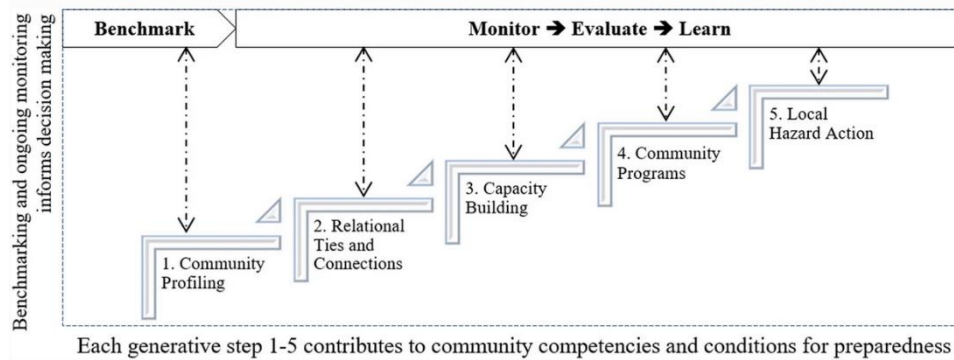 Benchmark
Monitor ➔ Evaluate ➔ Learn
Benchmarking and ongoing monitoring
informs decision making
1. Community
Profiling
2. Relational
Ties and
Connections
3. Capacity
Building
4. Community
Programs
5. Local
Hazard Action
Each generative step 1-5 contributes to community competencies and conditions for preparedness